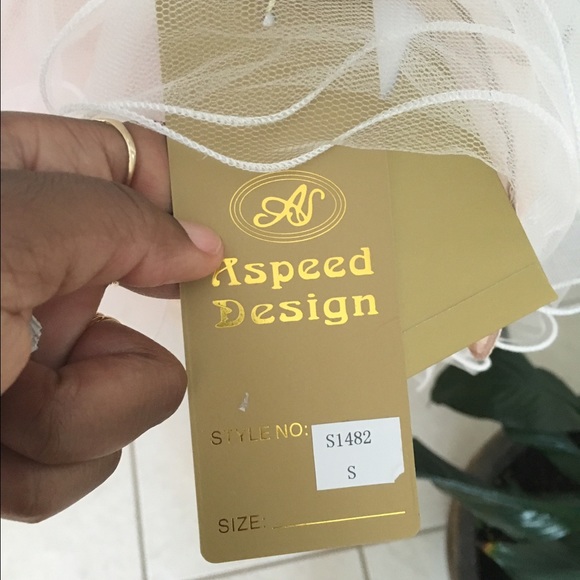 AS
Aspeed
Design
STYLE NO: S1482
S
SIZE: